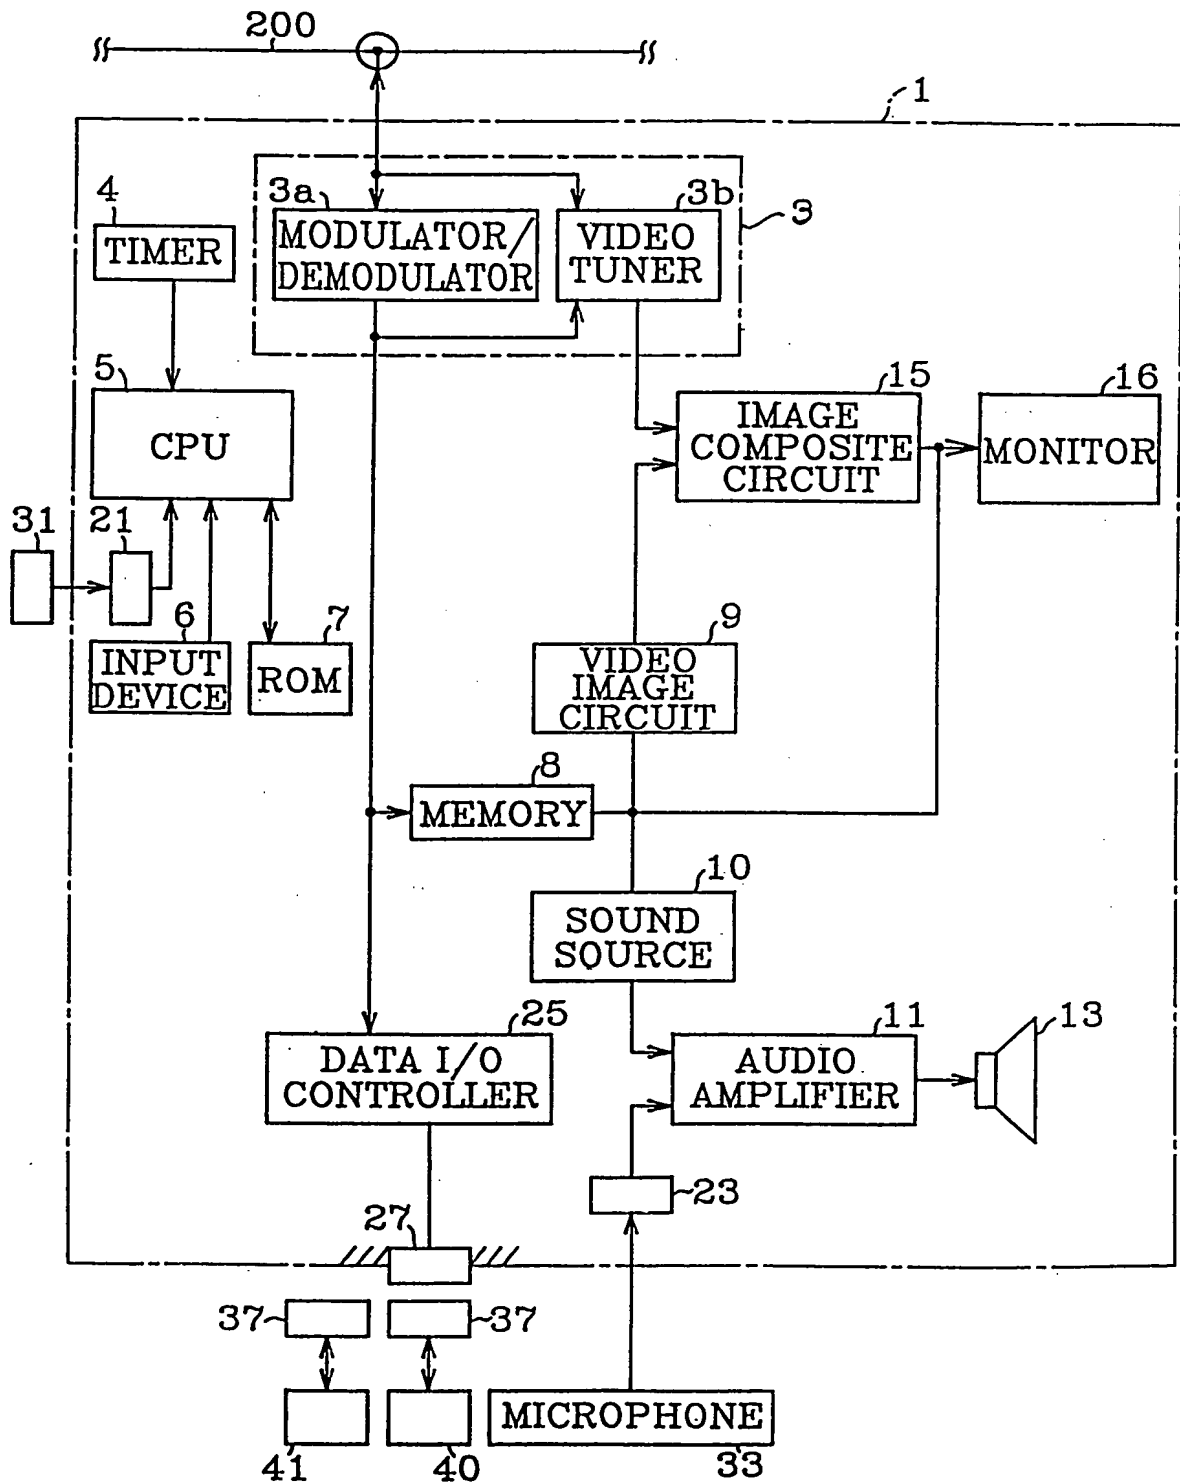 200
1
3a
3b
3
4
MODULATOR/
DEMODULATOR
VIDEO
TUNER
TIMER
5
CPU
15
IMAGE
COMPOSITE
CIRCUIT
16
MONITOR
31
21
6
INPUT
DEVICE
7
ROM
9
VIDEO
IMAGE
CIRCUIT
8
MEMORY
10
SOUND
SOURCE
25
DATA I/O
CONTROLLER
11
AUDIO
AMPLIFIER
13
23
27
37
37
41
40
MICROPHONE
33